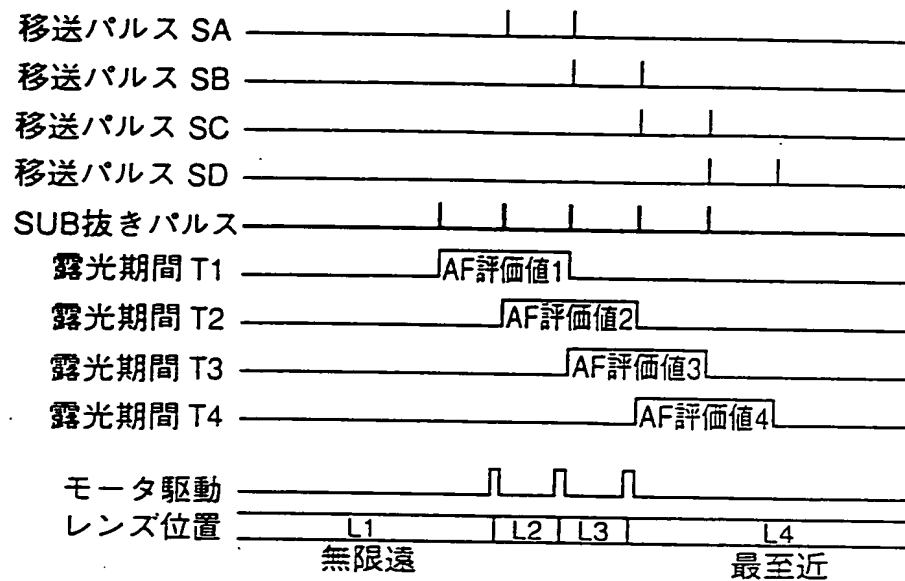 移送パルス SA
移送パルス SB
移送パルス SC
移送パルス SD
SUB抜きパルス
露光期間 T1 AF評価値1
露光期間 T2 AF評価値2
露光期間 T3 AF評価値3
露光期間 T4 AF評価値4
モータ駆動
レンズ位置 L1 L2 L3 L4
無限遠 最至近